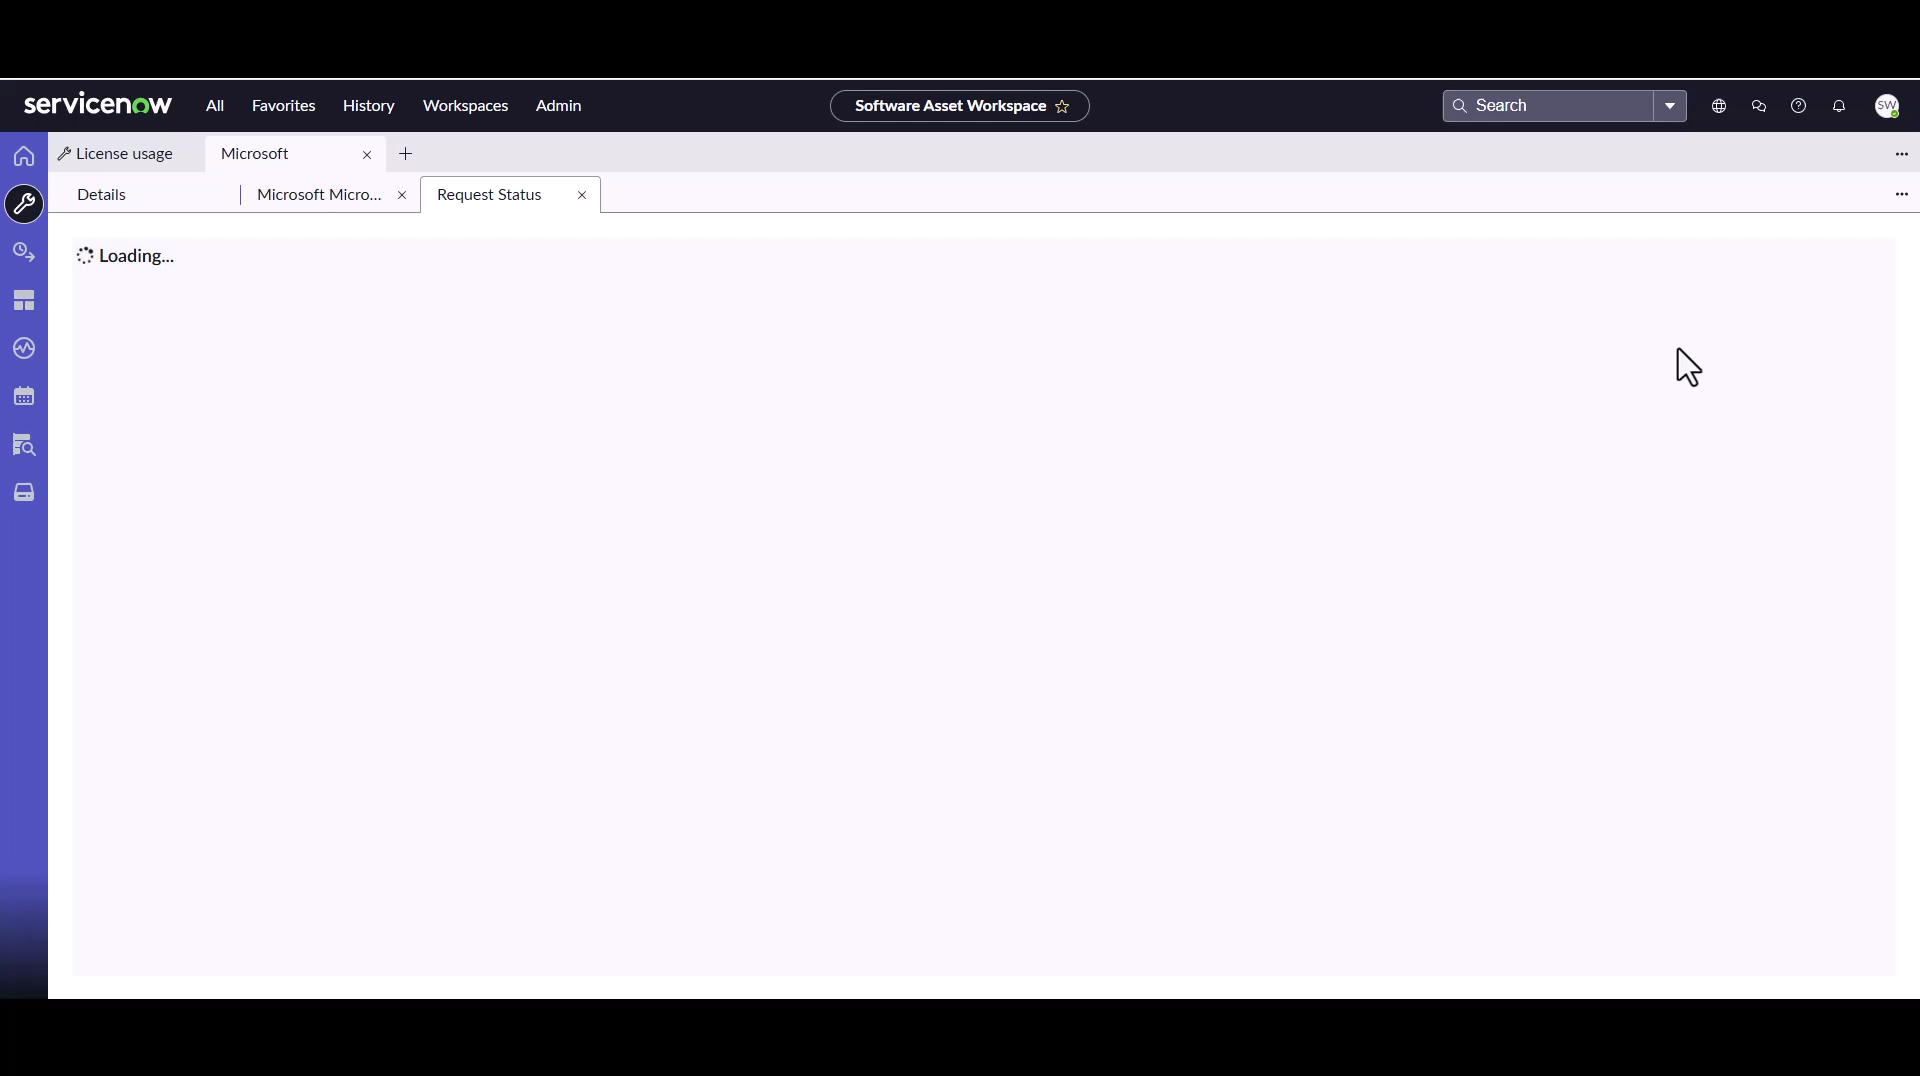 servicenow All Favorites History Workspaces Admin Software Asset Workspace Search SW
License usage Microsoft
Details Microsoft Micro... Request Status
Loading...